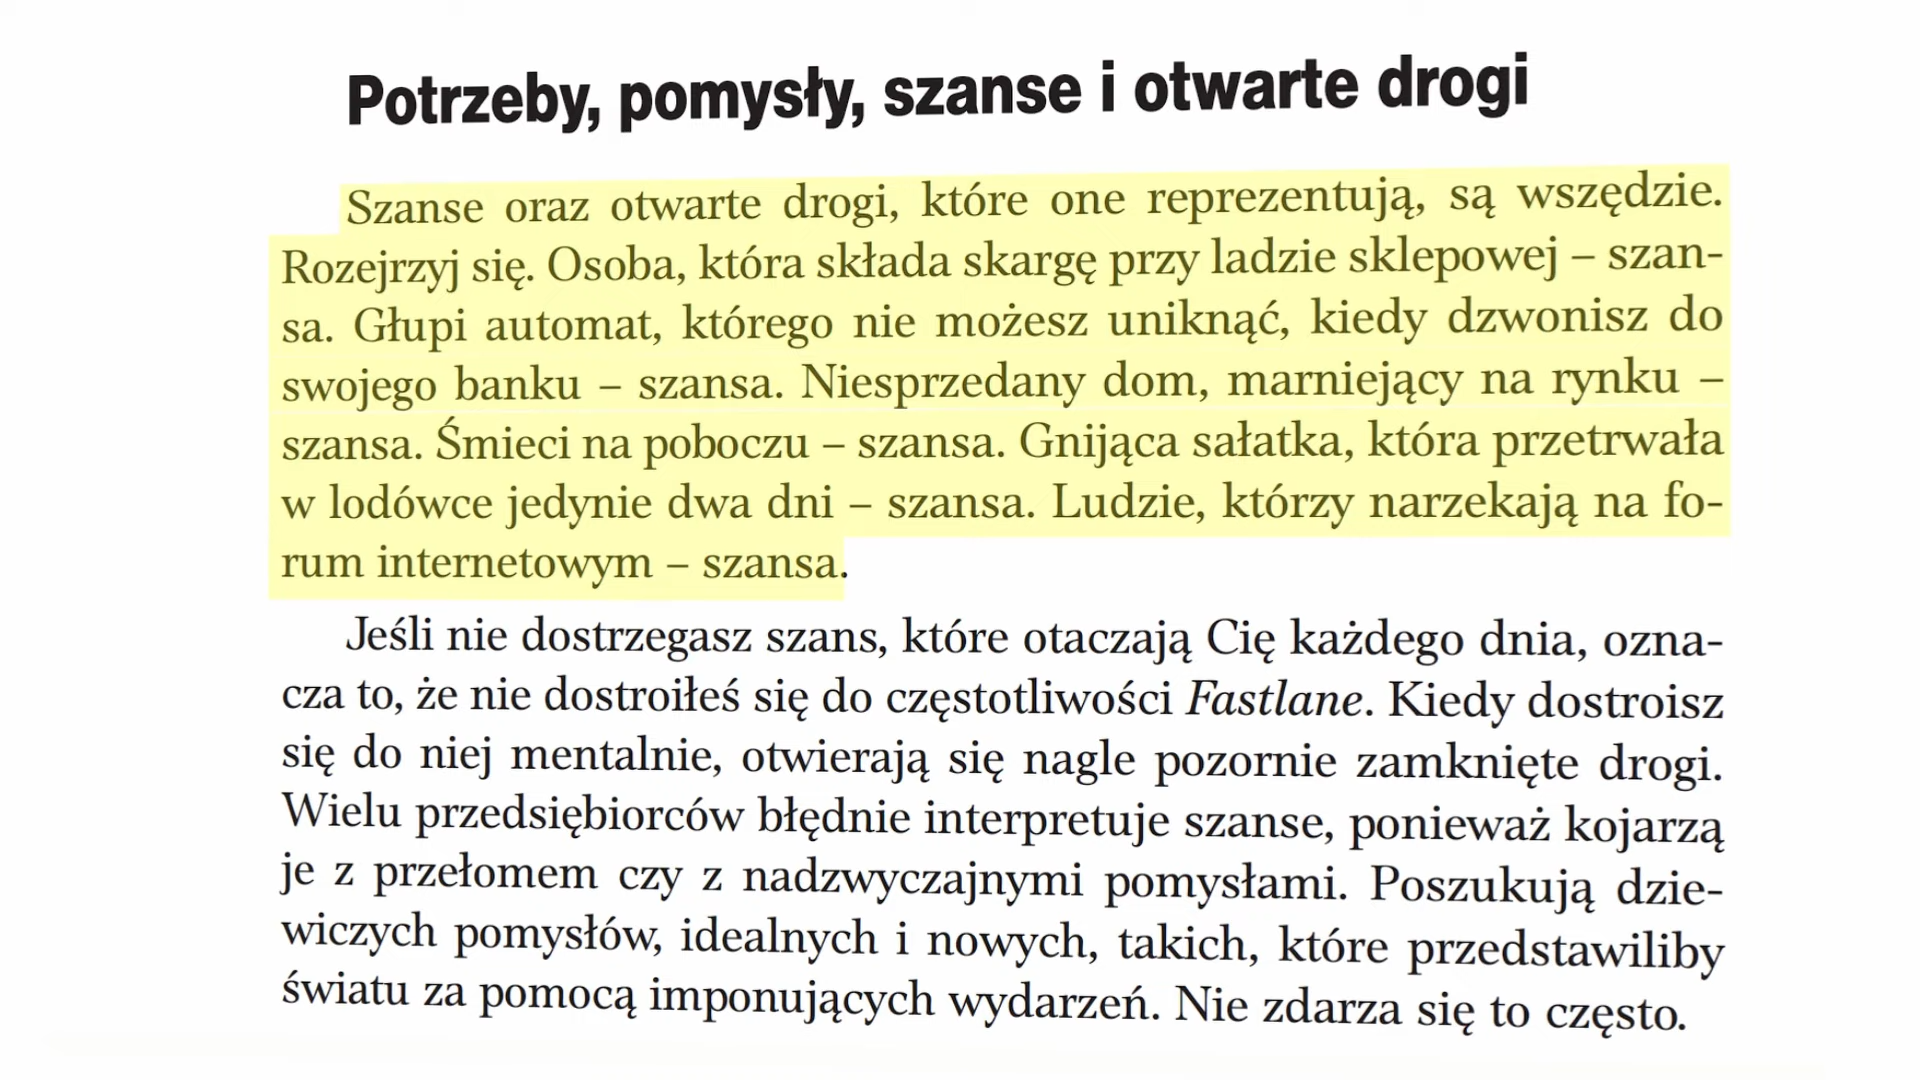 Potrzeby, pomysły, szanse i otwarte drogi
Szanse oraz otwarte drogi, które one reprezentują, są wszędzie.
Rozejrzyj się. Osoba, która składa skargę przy ladzie sklepowej – szan-
sa. Głupi automat, którego nie możesz uniknąć, kiedy dzwonisz do
swojego banku – szansa. Niesprzedany dom, marniejący na rynku –
szansa. Śmieci na poboczu – szansa. Gnijąca sałatka, która przetrwała
w lodówce jedynie dwa dni – szansa. Ludzie, którzy narzekają na fo-
rum internetowym – szansa.
Jeśli nie dostrzegasz szans, które otaczają Cię każdego dnia, ozna-
cza to, że nie dostroiłeś się do częstotliwości Fastlane. Kiedy dostroisz
się do niej mentalnie, otwierają się nagle pozornie zamknięte drogi.
Wielu przedsiębiorców błędnie interpretuje szanse, ponieważ kojarzą
je z przełomem czy z nadzwyczajnymi pomysłami. Poszukują dzie-
wiczych pomysłów, idealnych i nowych, takich, które przedstawiliby
światu za pomocą imponujących wydarzeń. Nie zdarza się to często.